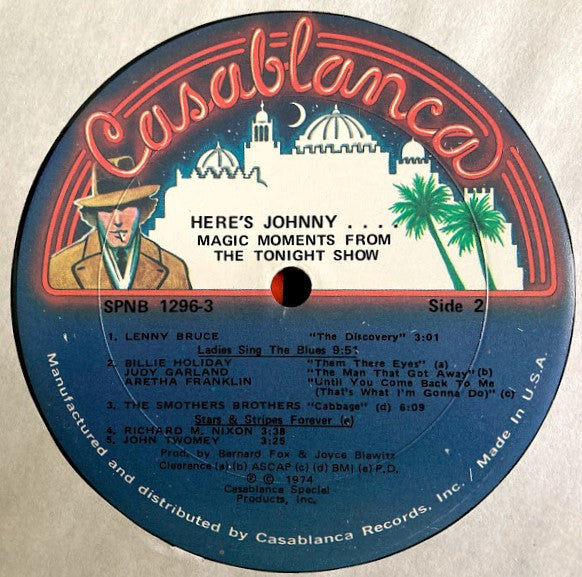 Casablanca
HERE'S JOHNNY . . . .
MAGIC MOMENTS FROM
THE TONIGHT SHOW
SPNB 1296-3 Side 2
1. LENNY BRUCE "The Discovery" 3:01
Ladies Sing The Blues 9:51
2. BILLIE HOLIDAY "Them There Eyes" (a)
JUDY GARLAND "The Man That Got Away" (b)
ARETHA FRANKLIN "Until You Come Back To Me
(That's What I'm Gonna Do)" (c)
3. THE SMOTHERS BROTHERS "Cabbage" (d) 6:09
Stars & Stripes Forever (e)
4. RICHARD M. NIXON 3:38
5. JOHN TWOMEY 3:25
Prod. by Bernard Fox & Joyce Biawitz
Clearance (a) (b) ASCAP (c) (d) BMI (e) P.D.
℗ © 1974
Casablanca Special
Products, Inc.
Manufactured and distributed by Casablanca Records, Inc. / Made In U.S.A.